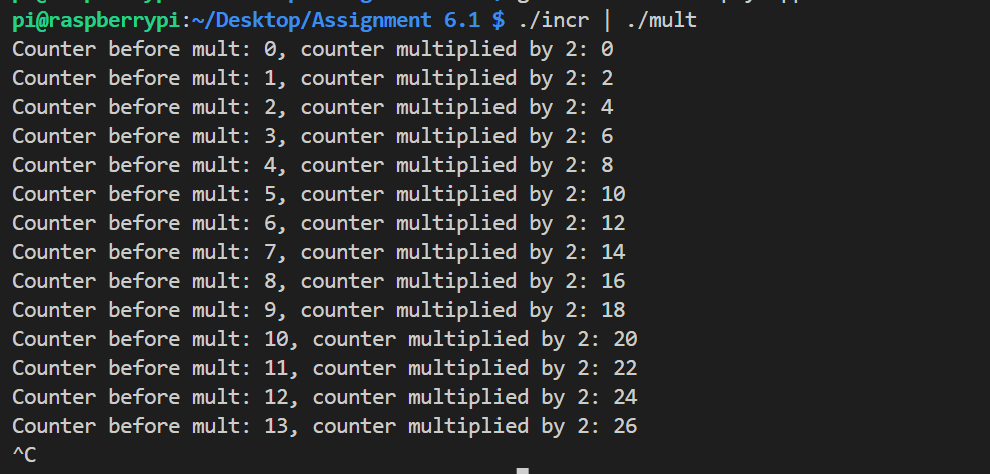 pi@raspberrypi:~/Desktop/Assignment 6.1 $ ./incr | ./mult
Counter before mult: 0, counter multiplied by 2: 0
Counter before mult: 1, counter multiplied by 2: 2
Counter before mult: 2, counter multiplied by 2: 4
Counter before mult: 3, counter multiplied by 2: 6
Counter before mult: 4, counter multiplied by 2: 8
Counter before mult: 5, counter multiplied by 2: 10
Counter before mult: 6, counter multiplied by 2: 12
Counter before mult: 7, counter multiplied by 2: 14
Counter before mult: 8, counter multiplied by 2: 16
Counter before mult: 9, counter multiplied by 2: 18
Counter before mult: 10, counter multiplied by 2: 20
Counter before mult: 11, counter multiplied by 2: 22
Counter before mult: 12, counter multiplied by 2: 24
Counter before mult: 13, counter multiplied by 2: 26
^C